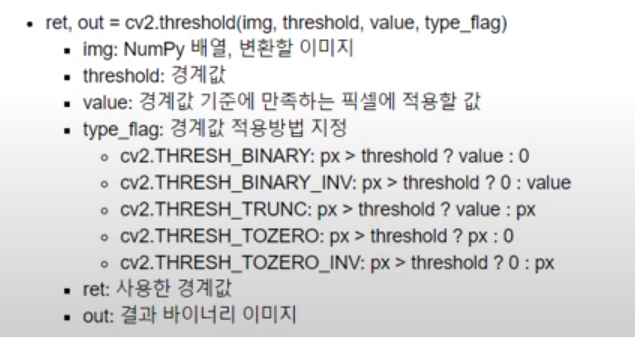 • ret, out = cv2.threshold(img, threshold, value, type_flag)
▪ img: NumPy 배열, 변환할 이미지
▪ threshold: 경계값
▪ value: 경계값 기준에 만족하는 픽셀에 적용할 값
▪ type_flag: 경계값 적용방법 지정
◦ cv2.THRESH_BINARY: px > threshold ? value : 0
◦ cv2.THRESH_BINARY_INV: px > threshold ? 0 : value
◦ cv2.THRESH_TRUNC: px > threshold ? value : px
◦ cv2.THRESH_TOZERO: px > threshold ? px : 0
◦ cv2.THRESH_TOZERO_INV: px > threshold ? 0 : px
▪ ret: 사용한 경계값
▪ out: 결과 바이너리 이미지